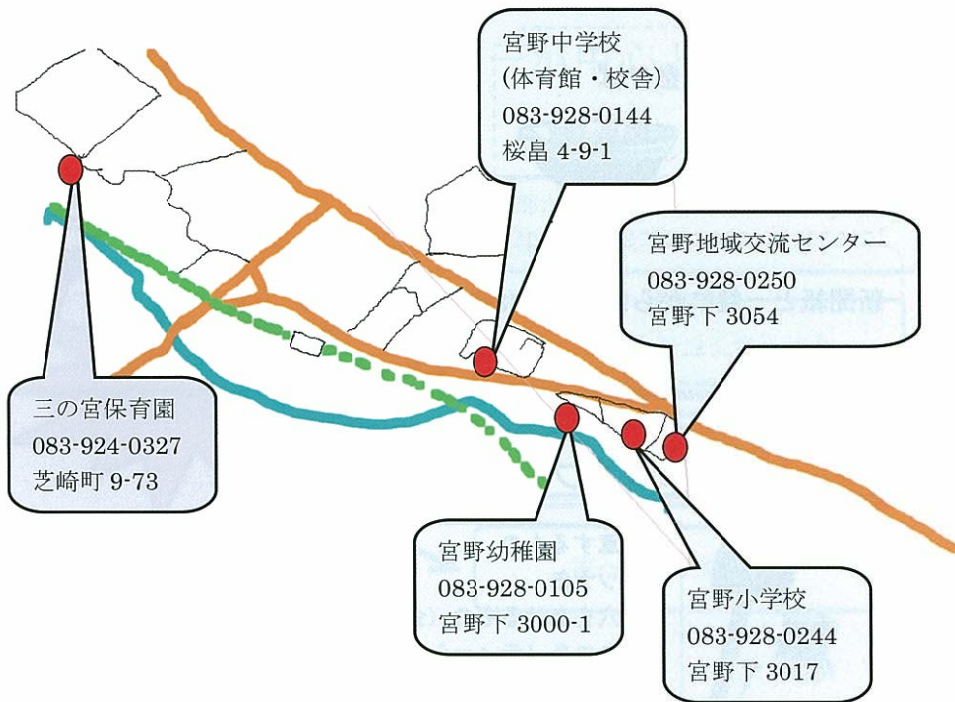 宮野中学校
(体育館・校舎)
083-928-0144
桜畠 4-9-1
宮野地域交流センター
083-928-0250
宮野下 3054
三の宮保育園
083-924-0327
芝崎町 9-73
宮野幼稚園
083-928-0105
宮野下 3000-1
宮野小学校
083-928-0244
宮野下 3017